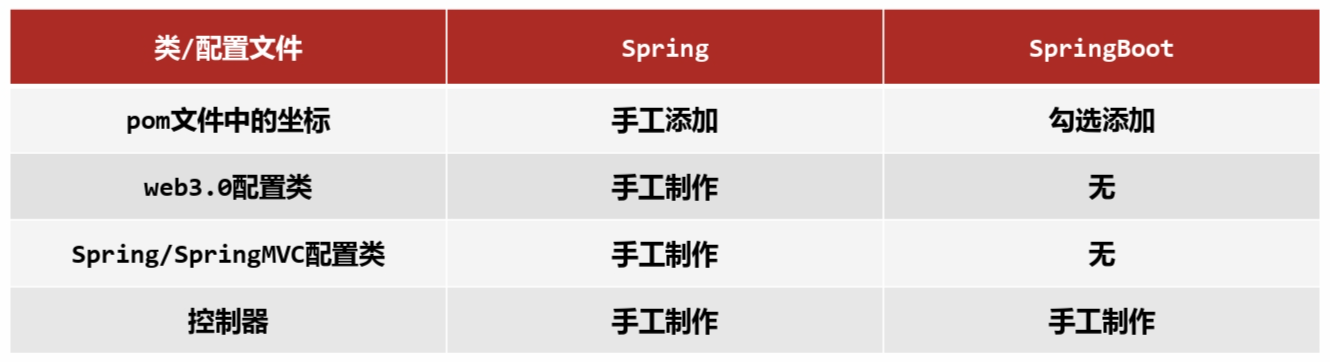 类/配置文件 Spring SpringBoot
pom文件中的坐标 手工添加 勾选添加
web3.0配置类 手工制作 无
Spring/SpringMVC配置类 手工制作 无
控制器 手工制作 手工制作